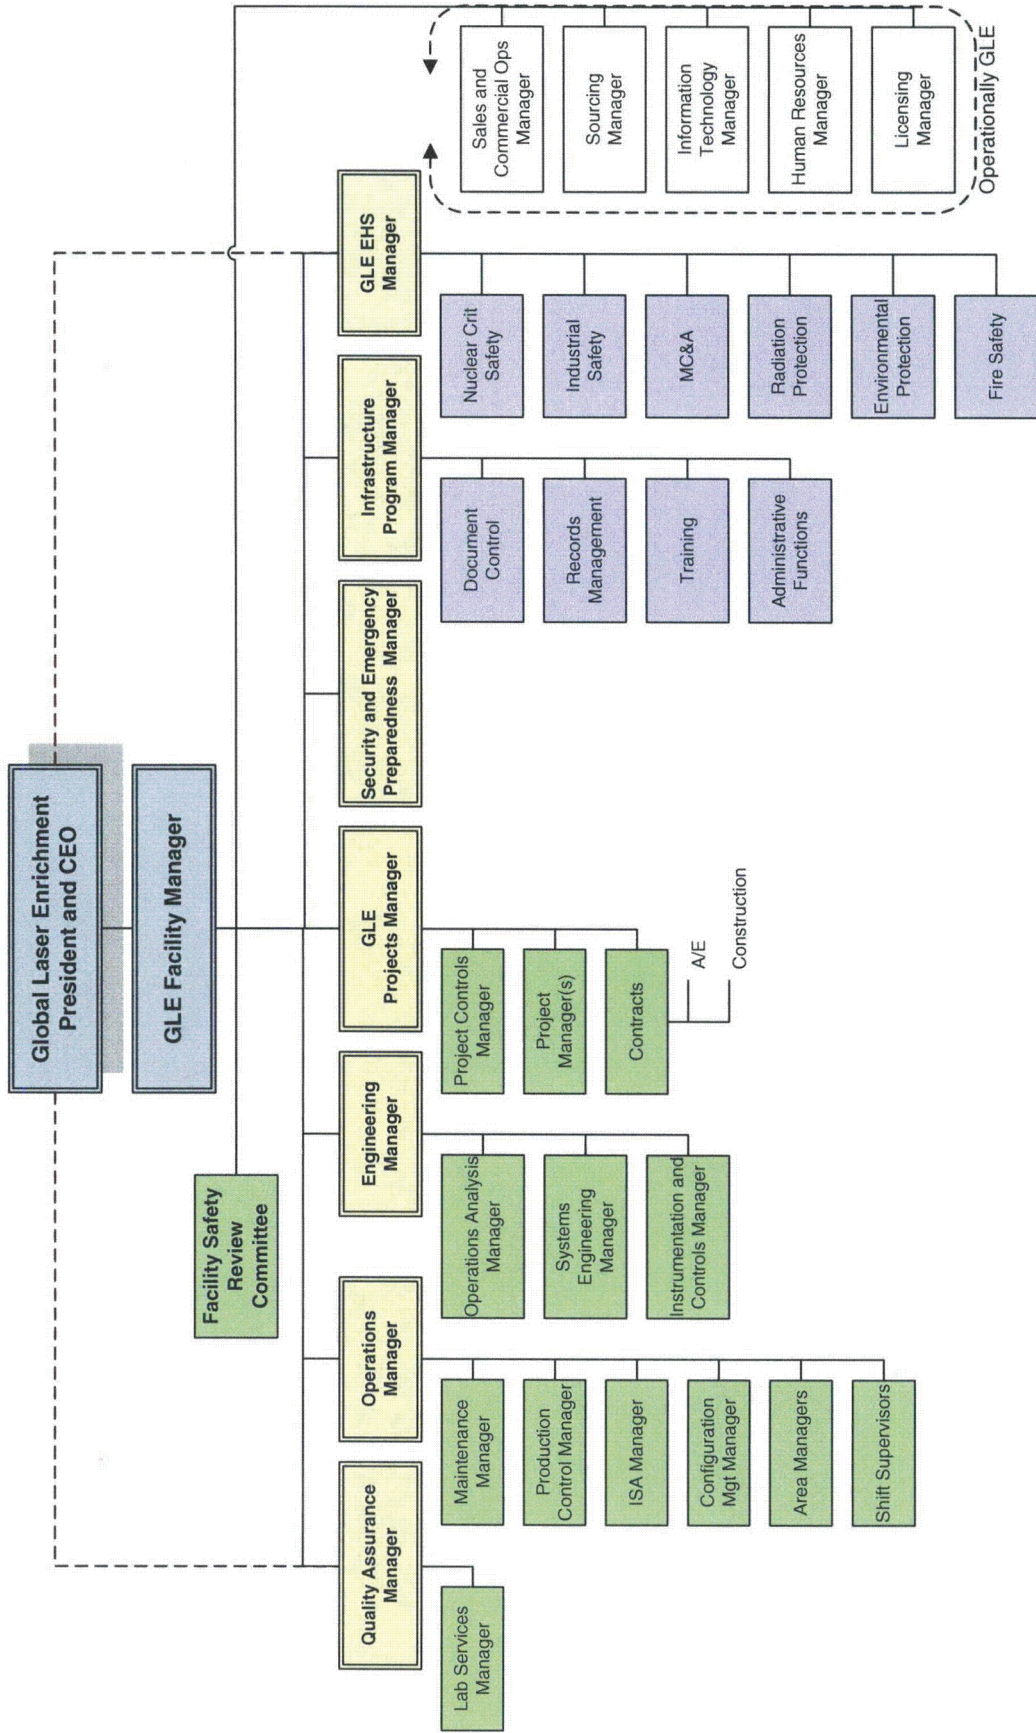 Global Laser Enrichment
President and CEO
GLE Facility Manager
Facility Safety
Review
Committee
Quality Assurance
Manager
Lab Services
Manager
Operations
Manager
Maintenance
Manager
Production
Control Manager
ISA Manager
Configuration
Mgt Manager
Area Managers
Shift Supervisors
Engineering
Manager
Operations Analysis
Manager
Systems
Engineering
Manager
Instrumentation and
Controls Manager
GLE
Projects Manager
Project Controls
Manager
Project
Manager(s)
Contracts
A/E
Construction
Security and Emergency
Preparedness Manager
Infrastructure
Program Manager
Document
Control
Records
Management
Training
Administrative
Functions
GLE EHS
Manager
Nuclear Crit
Safety
Industrial
Safety
MC&A
Radiation
Protection
Environmental
Protection
Fire Safety
Sales and
Commercial Ops
Manager
Sourcing
Manager
Information
Technology
Manager
Human Resources
Manager
Licensing
Manager
Operationally GLE